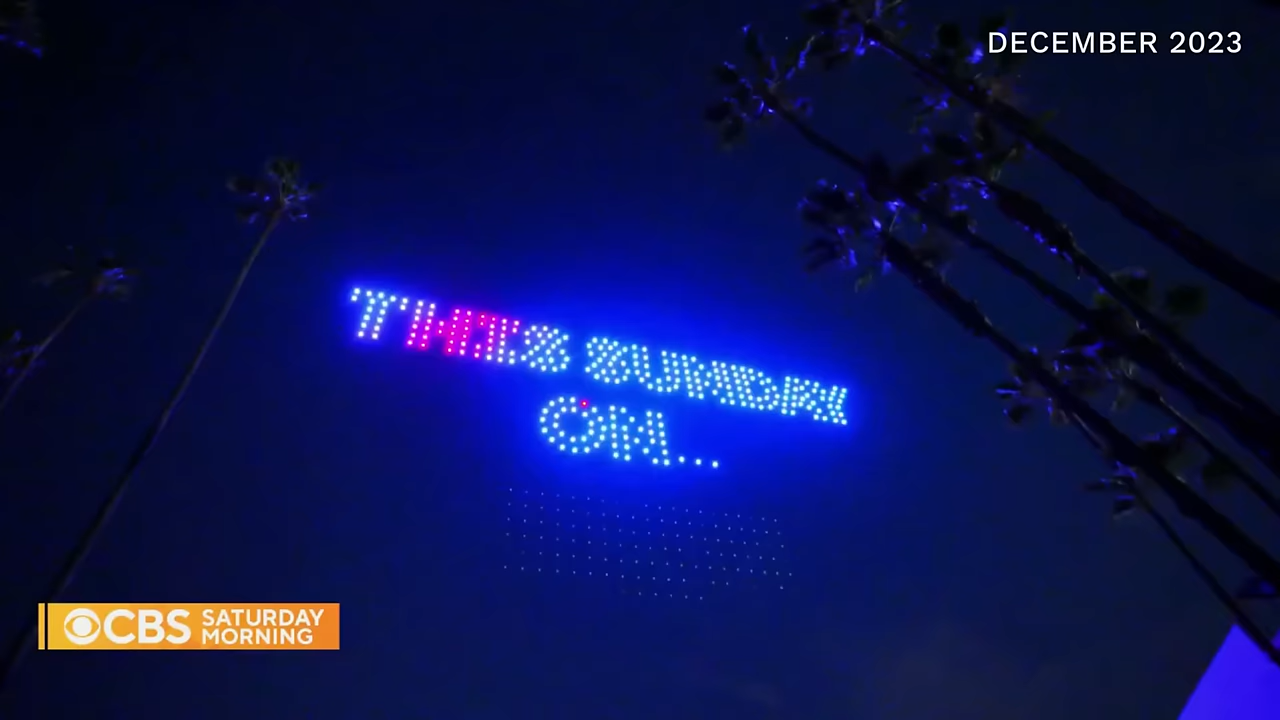 DECEMBER 2023
THIS SUNDAY
ON...
CBS SATURDAY
MORNING